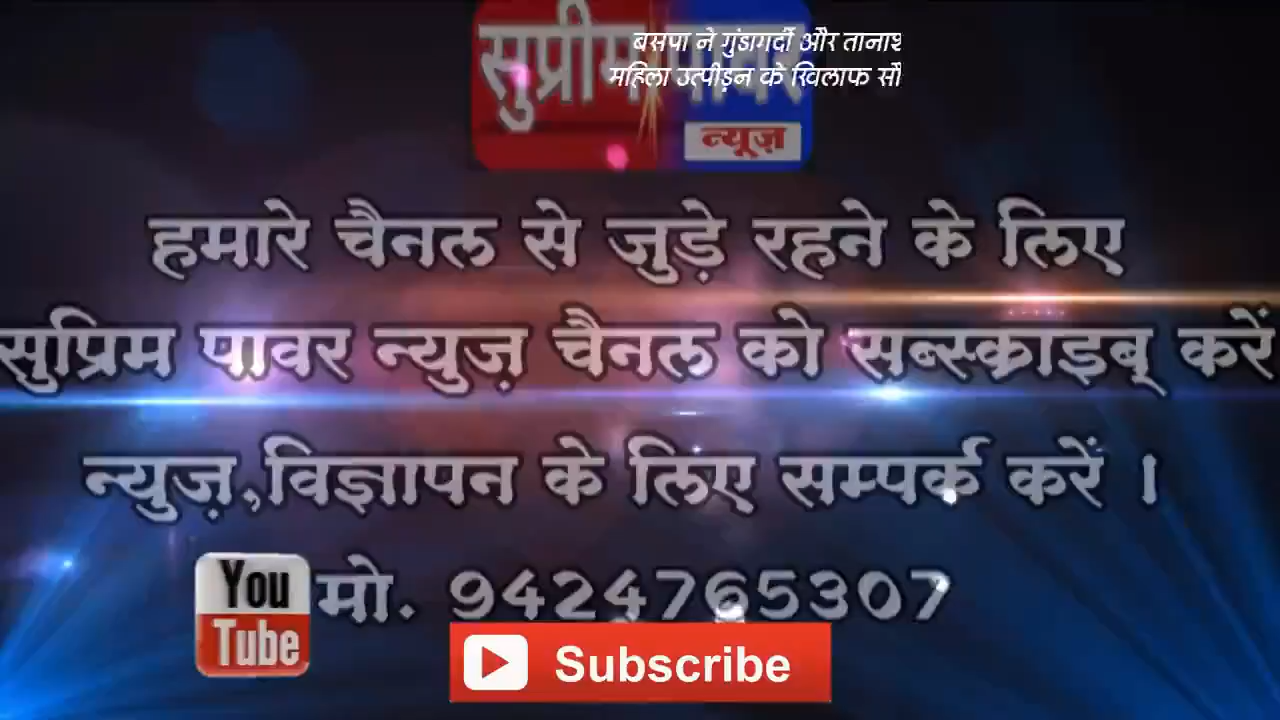 सुप्रीम पावर
न्यूज़
बसपा ने गुंडागर्दी और
महिला उत्पीड़न के खिलाफ
हमारे चैनल से जुड़े रहने के लिए
सुप्रिम पावर न्युज़ चैनल को सब्स्क्राइब् करें
न्युज़,विज्ञापन के लिए सम्पर्क करें ।
You
Tube
मो. 9424765307
Subscribe